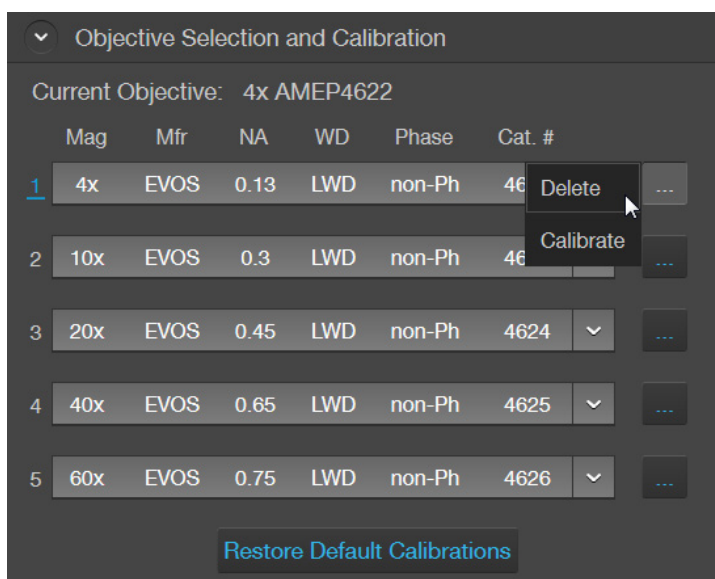 Objective Selection and Calibration
Current Objective: 4x AMEP4622
Mag Mfr NA WD Phase Cat. #
1 4x EVOS 0.13 LWD non-Ph 46 ...
Delete
Calibrate
2 10x EVOS 0.3 LWD non-Ph 46 ...
3 20x EVOS 0.45 LWD non-Ph 4624 ...
4 40x EVOS 0.65 LWD non-Ph 4625 ...
5 60x EVOS 0.75 LWD non-Ph 4626 ...
Restore Default Calibrations